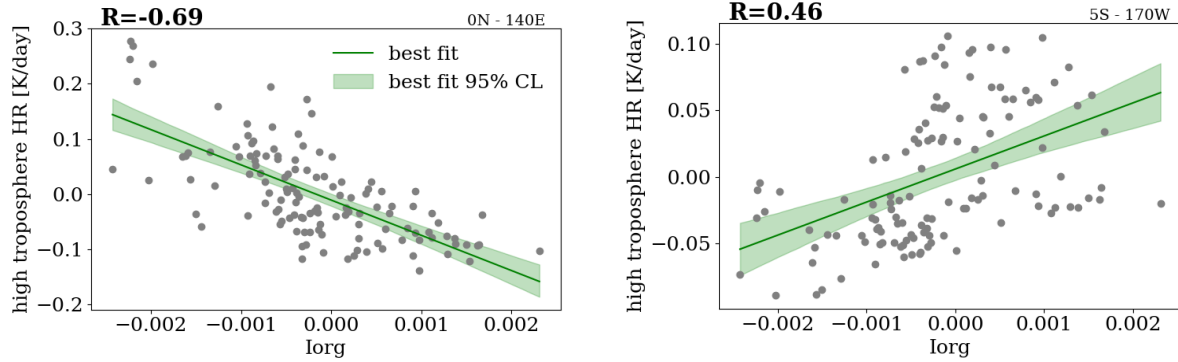 R=-0.69
0N - 140E
high troposphere HR [K/day]
0.3
0.2
0.1
0.0
−0.1
−0.2
best fit
best fit 95% CL
−0.002
−0.001
0.000
0.001
0.002
Iorg
R=0.46
5S - 170W
high troposphere HR [K/day]
0.10
0.05
0.00
−0.05
−0.002
−0.001
0.000
0.001
0.002
Iorg